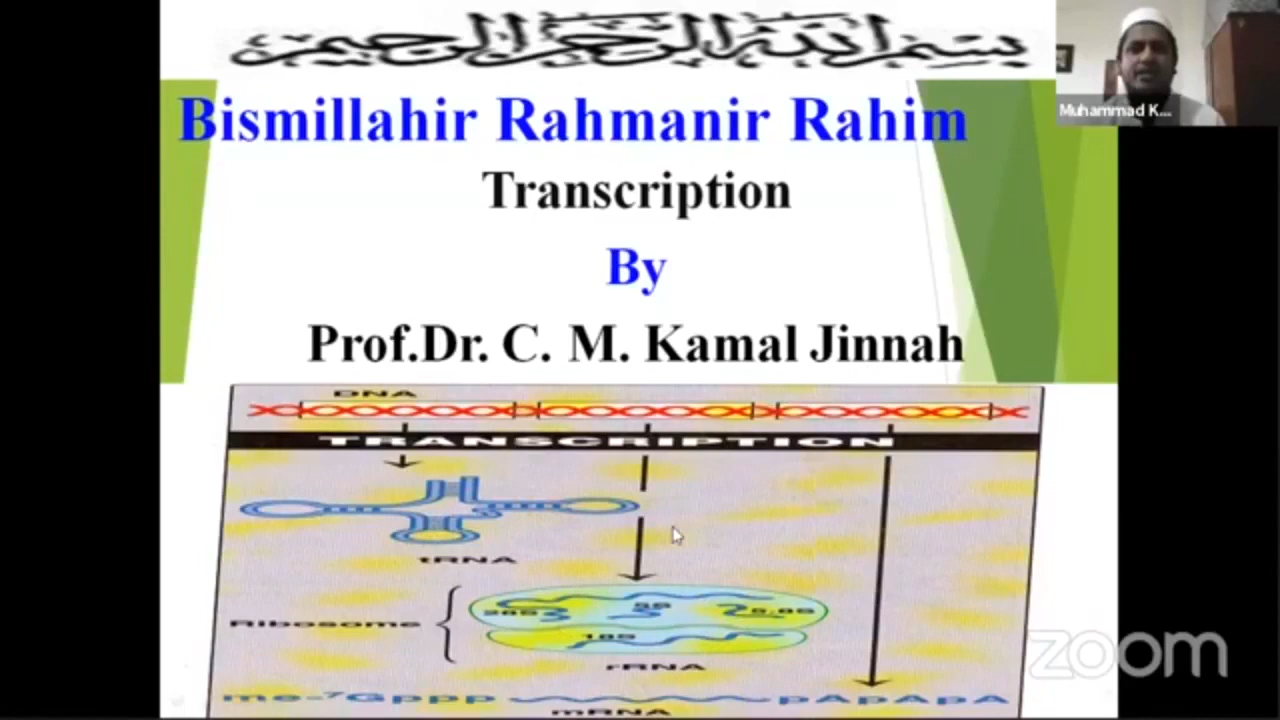 بسم الله الرحمن الرحيم
Muhammad K...
Bismillahir Rahmanir Rahim
Transcription
By
Prof.Dr. C. M. Kamal Jinnah
DNA
TRANSCRIPTION
tRNA
Ribosome
28S 5S 5.8S
18S
rRNA
me-⁷Gppp pApApA
mRNA
zoom